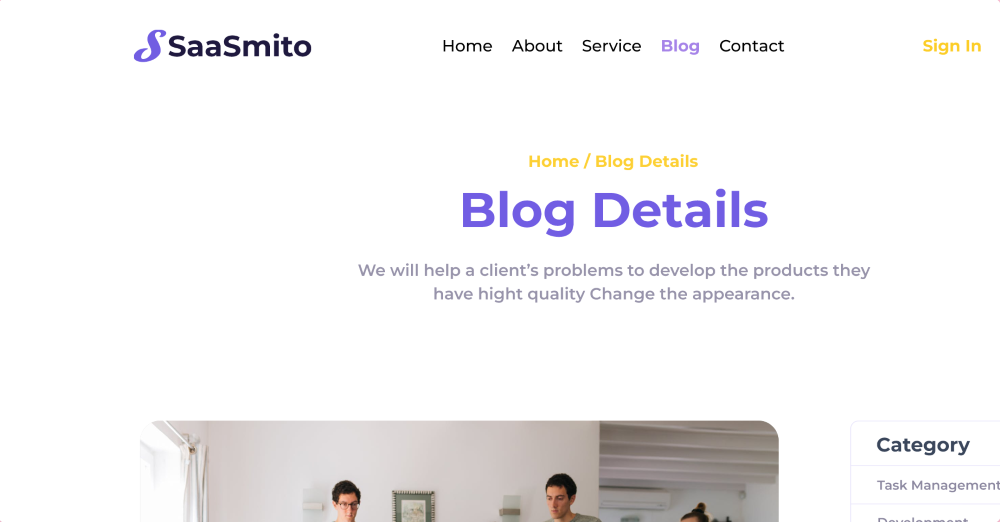 SaaSmito
Home About Service Blog Contact
Sign In
Home / Blog Details
Blog Details
We will help a client’s problems to develop the products they
have hight quality Change the appearance.
Category
Task Management
Development